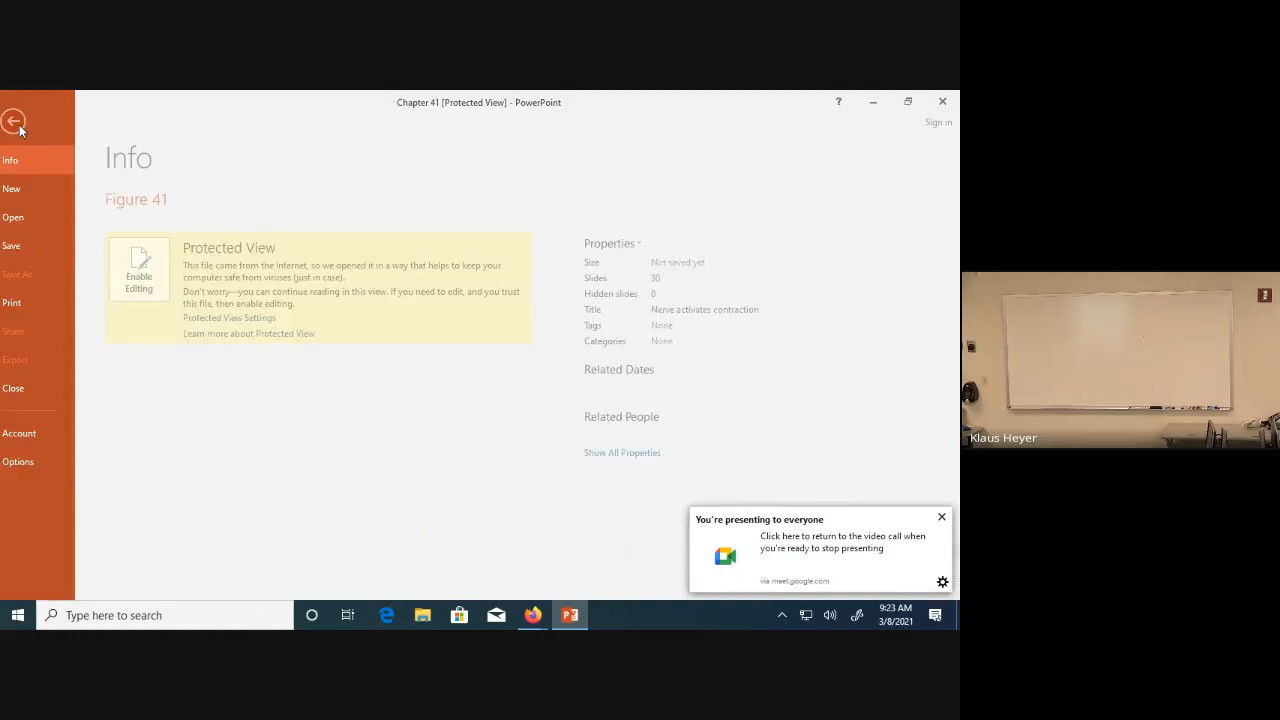 Chapter 41 [Protected View] - PowerPoint
?
Sign in
Info
New
Open
Save
Save As
Print
Share
Export
Close
Account
Options
Info
Figure 41
Enable
Editing
Protected View
This file came from the Internet, so we opened it in a way that helps to keep your
computer safe from viruses (just in case).
Don't worry—you can continue reading in this view. If you need to edit, and you trust
this file, then enable editing.
Protected View Settings
Learn more about Protected View
Properties
Size Not saved yet
Slides 30
Hidden slides 0
Title Nerve activates contraction
Tags None
Categories None
Related Dates
Related People
Show All Properties
You're presenting to everyone
Click here to return to the video call when
you're ready to stop presenting
via meet.google.com
Type here to search
9:23 AM
3/8/2021
Klaus Heyer